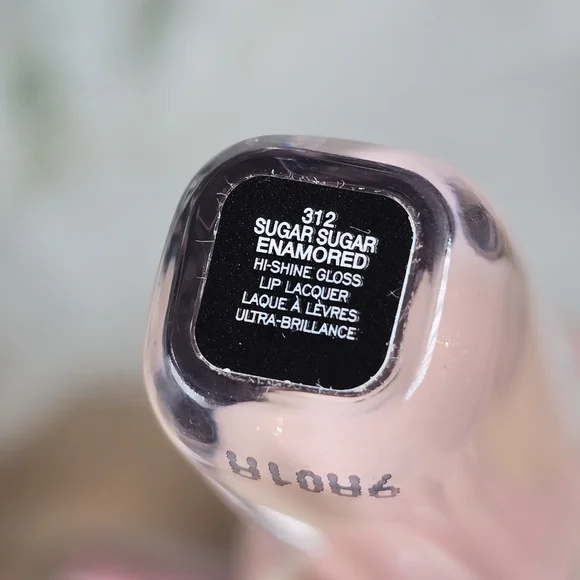 312
SUGAR SUGAR
ENAMORED
HI-SHINE GLOSS
LIP LACQUER
LAQUE À LÈVRES
ULTRA-BRILLANCE